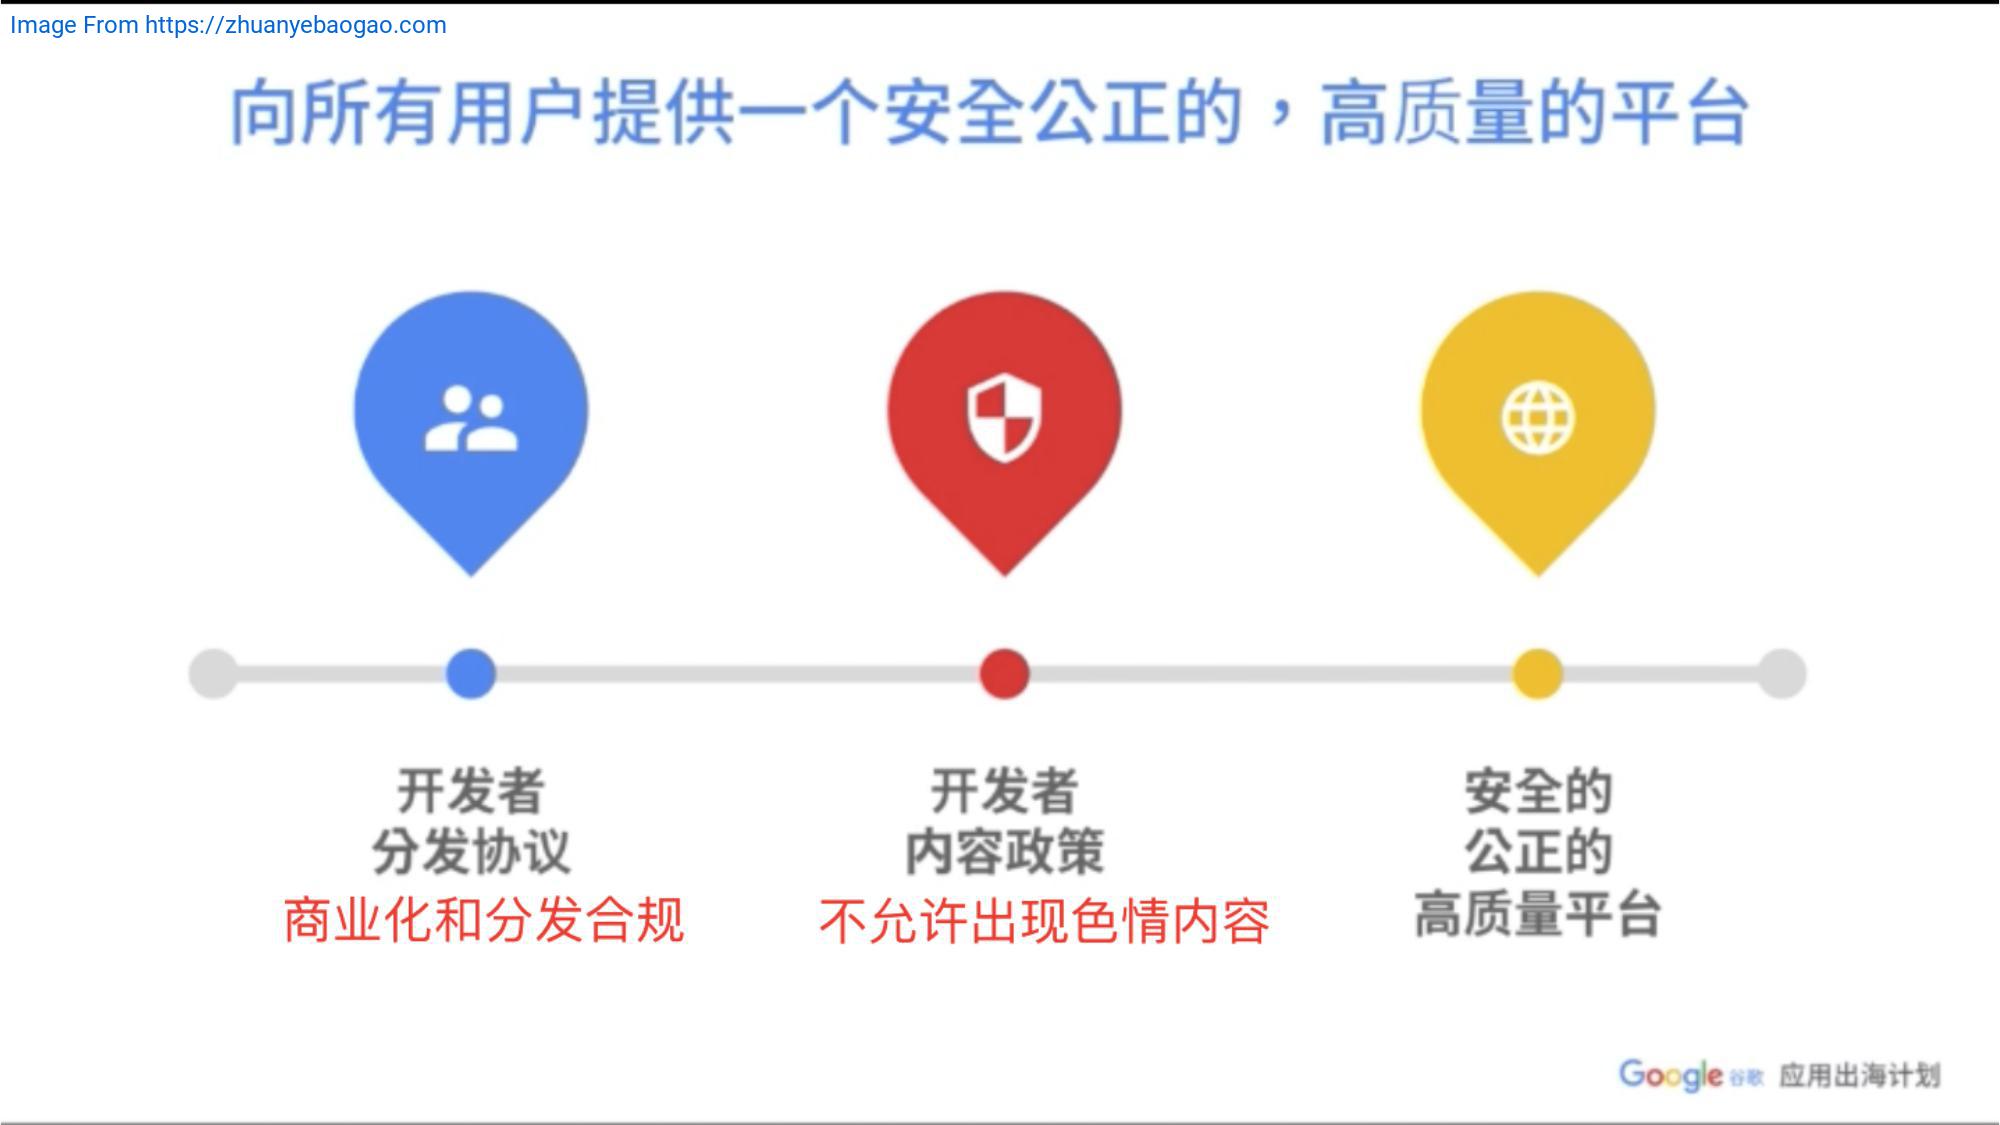 Image From https://zhuanyebaogao.com
向所有用户提供一个安全公正的，高质量的平台
开发者
分发协议
商业化和分发合规
开发者
内容政策
不允许出现色情内容
安全的
公正的
高质量平台
Google 谷歌 应用出海计划